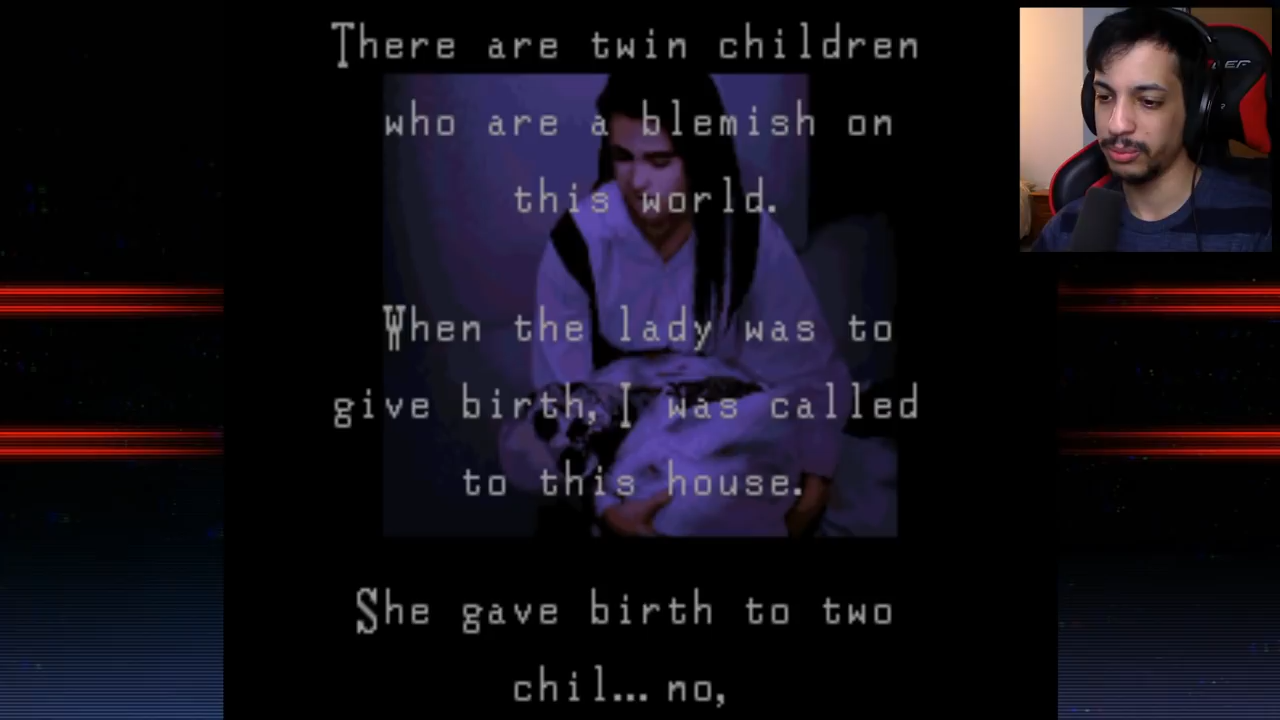 There are twin children
who are a blemish on
this world.
When the lady was to
give birth, I was called
to this house.
She gave birth to two
chil... no,